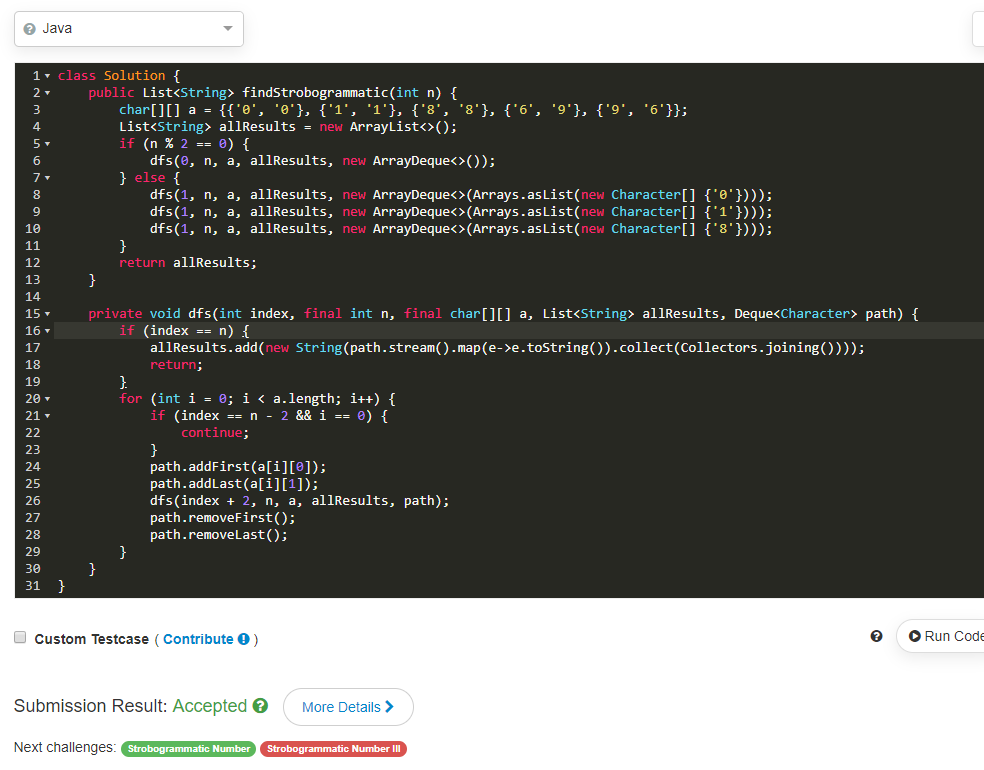 Java
1 class Solution {
2     public List<String> findStrobogrammatic(int n) {
3         char[][] a = {{'0', '0'}, {'1', '1'}, {'8', '8'}, {'6', '9'}, {'9', '6'}};
4         List<String> allResults = new ArrayList<>();
5         if (n % 2 == 0) {
6             dfs(0, n, a, allResults, new ArrayDeque<>());
7         } else {
8             dfs(1, n, a, allResults, new ArrayDeque<>(Arrays.asList(new Character[] {'0'})));
9             dfs(1, n, a, allResults, new ArrayDeque<>(Arrays.asList(new Character[] {'1'})));
10             dfs(1, n, a, allResults, new ArrayDeque<>(Arrays.asList(new Character[] {'8'})));
11         }
12         return allResults;
13     }
14
15     private void dfs(int index, final int n, final char[][] a, List<String> allResults, Deque<Character> path) {
16         if (index == n) {
17             allResults.add(new String(path.stream().map(e->e.toString()).collect(Collectors.joining())));
18             return;
19         }
20         for (int i = 0; i < a.length; i++) {
21             if (index == n - 2 && i == 0) {
22                 continue;
23             }
24             path.addFirst(a[i][0]);
25             path.addLast(a[i][1]);
26             dfs(index + 2, n, a, allResults, path);
27             path.removeFirst();
28             path.removeLast();
29         }
30     }
31 }
Custom Testcase ( Contribute )
Run Code
Submission Result: Accepted More Details
Next challenges: Strobogrammatic Number Strobogrammatic Number III